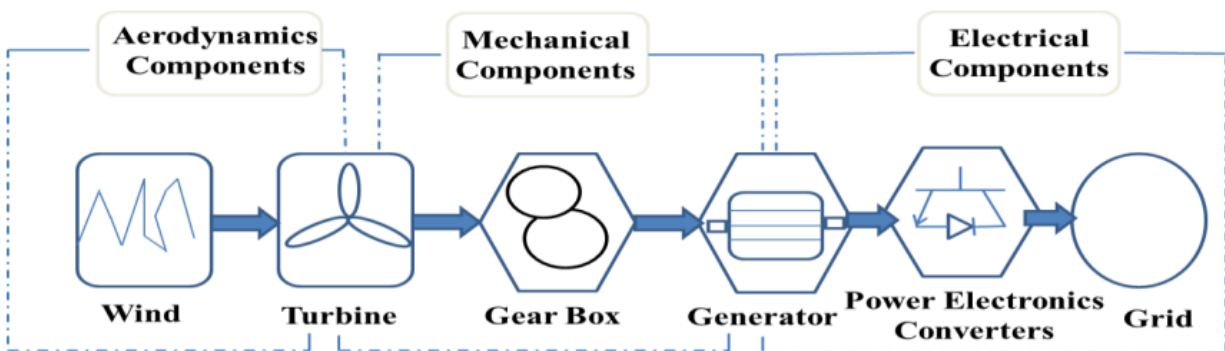 Aerodynamics
Components
Mechanical
Components
Electrical
Components
Wind
Turbine
Gear Box
Generator
Power Electronics
Converters
Grid